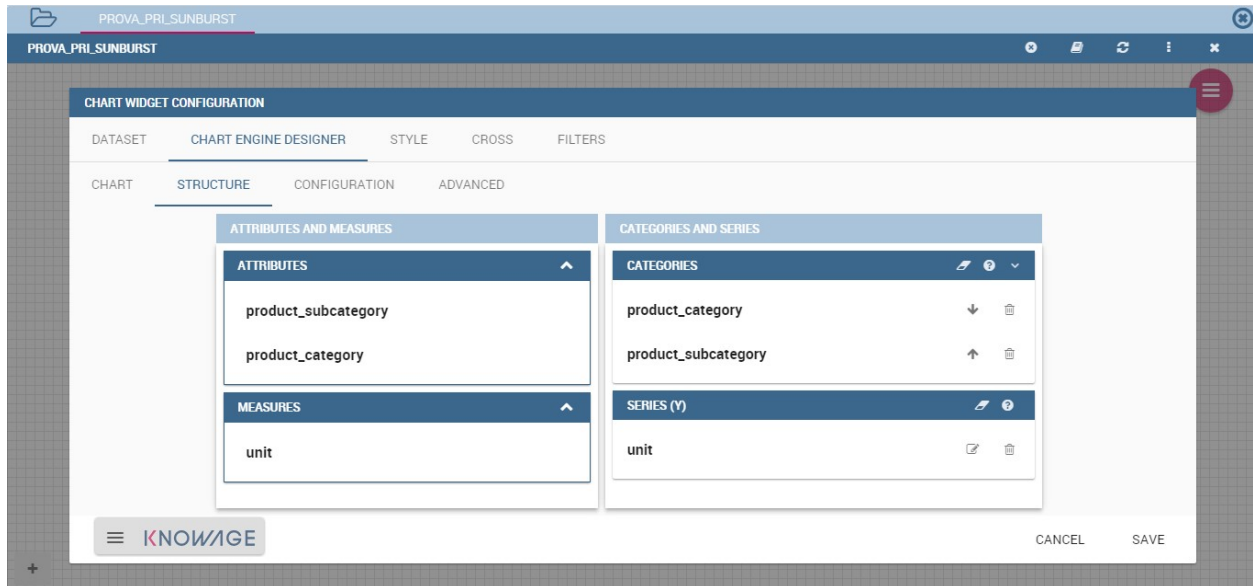 PROVA_PRI_SUNBURST
PROVA_PRI_SUNBURST
CHART WIDGET CONFIGURATION
DATASET CHART ENGINE DESIGNER STYLE CROSS FILTERS
CHART STRUCTURE CONFIGURATION ADVANCED
ATTRIBUTES AND MEASURES CATEGORIES AND SERIES
ATTRIBUTES CATEGORIES
product_subcategory product_category
product_category product_subcategory
MEASURES SERIES (Y)
unit unit
KNOWAGE CANCEL SAVE